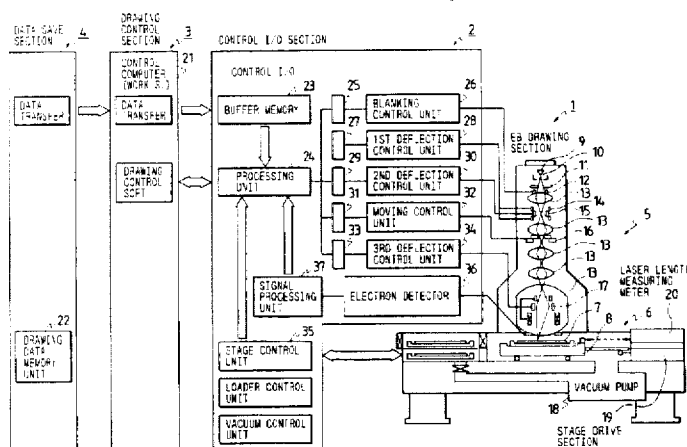 DATA SAVE
SECTION
4
DRAWING
CONTROL
SECTION
3
CONTROL I/O SECTION
2
CONTROL
COMPUTER
(WORK S.)
21
CONTROL I/O
23
25
26
DATA
TRANSFER
DATA
TRANSFER
BUFFER MEMORY
BLANKING
CONTROL UNIT
27
28
1ST DEFLECTION
CONTROL UNIT
24
29
30
DRAWING
CONTROL
SOFT
PROCESSING
UNIT
2ND DEFLECTION
CONTROL UNIT
31
32
MOVING CONTROL
UNIT
33
34
3RD DEFLECTION
CONTROL UNIT
37
36
SIGNAL
PROCESSING
UNIT
ELECTRON DETECTOR
22
DRAWING
DATA
MEMORY
UNIT
35
STAGE CONTROL
UNIT
LOADER CONTROL
UNIT
VACUUM CONTROL
UNIT
1
EB DRAWING
SECTION
9
10
11
12
13
14
15
13
16
13
13
13
17
5
LASER LENGTH
MEASURING
METER
20
6
7
8
VACUUM PUMP
18
19
STAGE DRIVE
SECTION